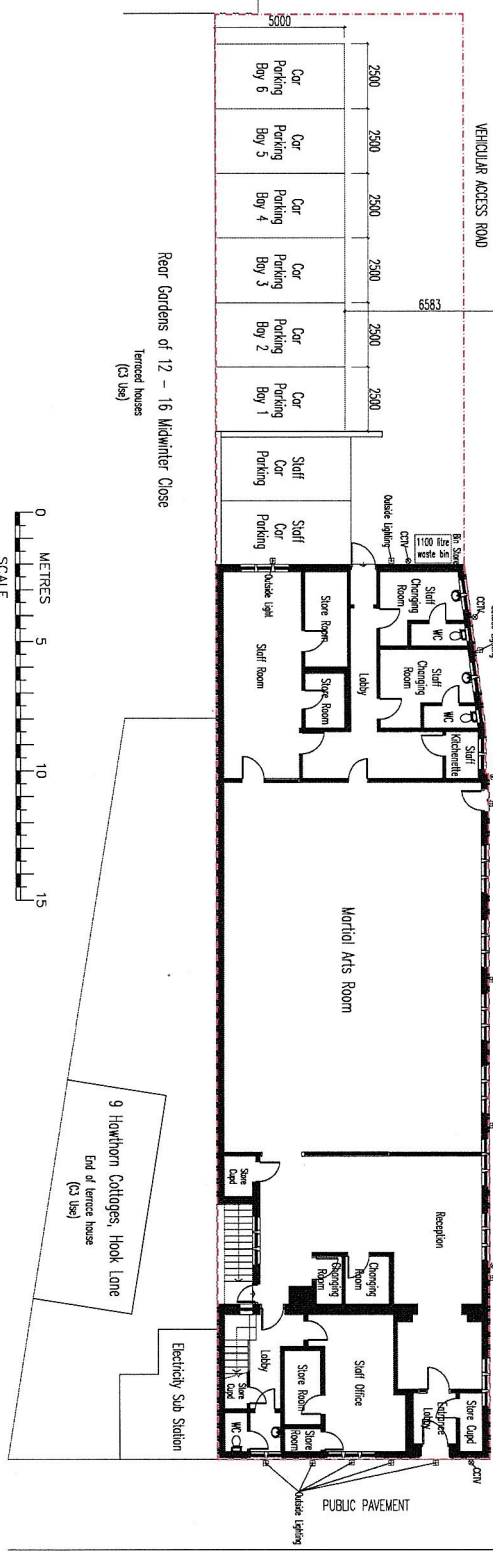 VEHICULAR ACCESS ROAD
5000
2500
2500
2500
2500
2500
2500
6583
Car
Parking
Bay 6
Car
Parking
Bay 5
Car
Parking
Bay 4
Car
Parking
Bay 3
Car
Parking
Bay 2
Car
Parking
Bay 1
Staff
Car
Parking
Staff
Car
Parking
Rear Gardens of 12 – 16 Midwinter Close
Terraced houses
(C3 Use)
Outside Lighting
CCTV
Bin Store
1100 litre
waste bin
CCTV
Outside Light
Staff Room
Store Room
Store Room
Lobby
Staff
Changing
Room
WC
Staff
Changing
Room
WC
Staff
Kitchenette
Martial Arts Room
Reception
Store
Cupd
Changing
Room
Changing
Room
Lobby
Store
Cupd
WC
Staff Office
Store Room
Store
Room
Entrance
Lobby
Store Cupd
CCTV
Outside Lighting
PUBLIC PAVEMENT
9 Hawthorn Cottages, Hook Lane
End of terrace house
(C3 Use)
Electricity Sub Station
0
5
10
15
METRES
SCALE